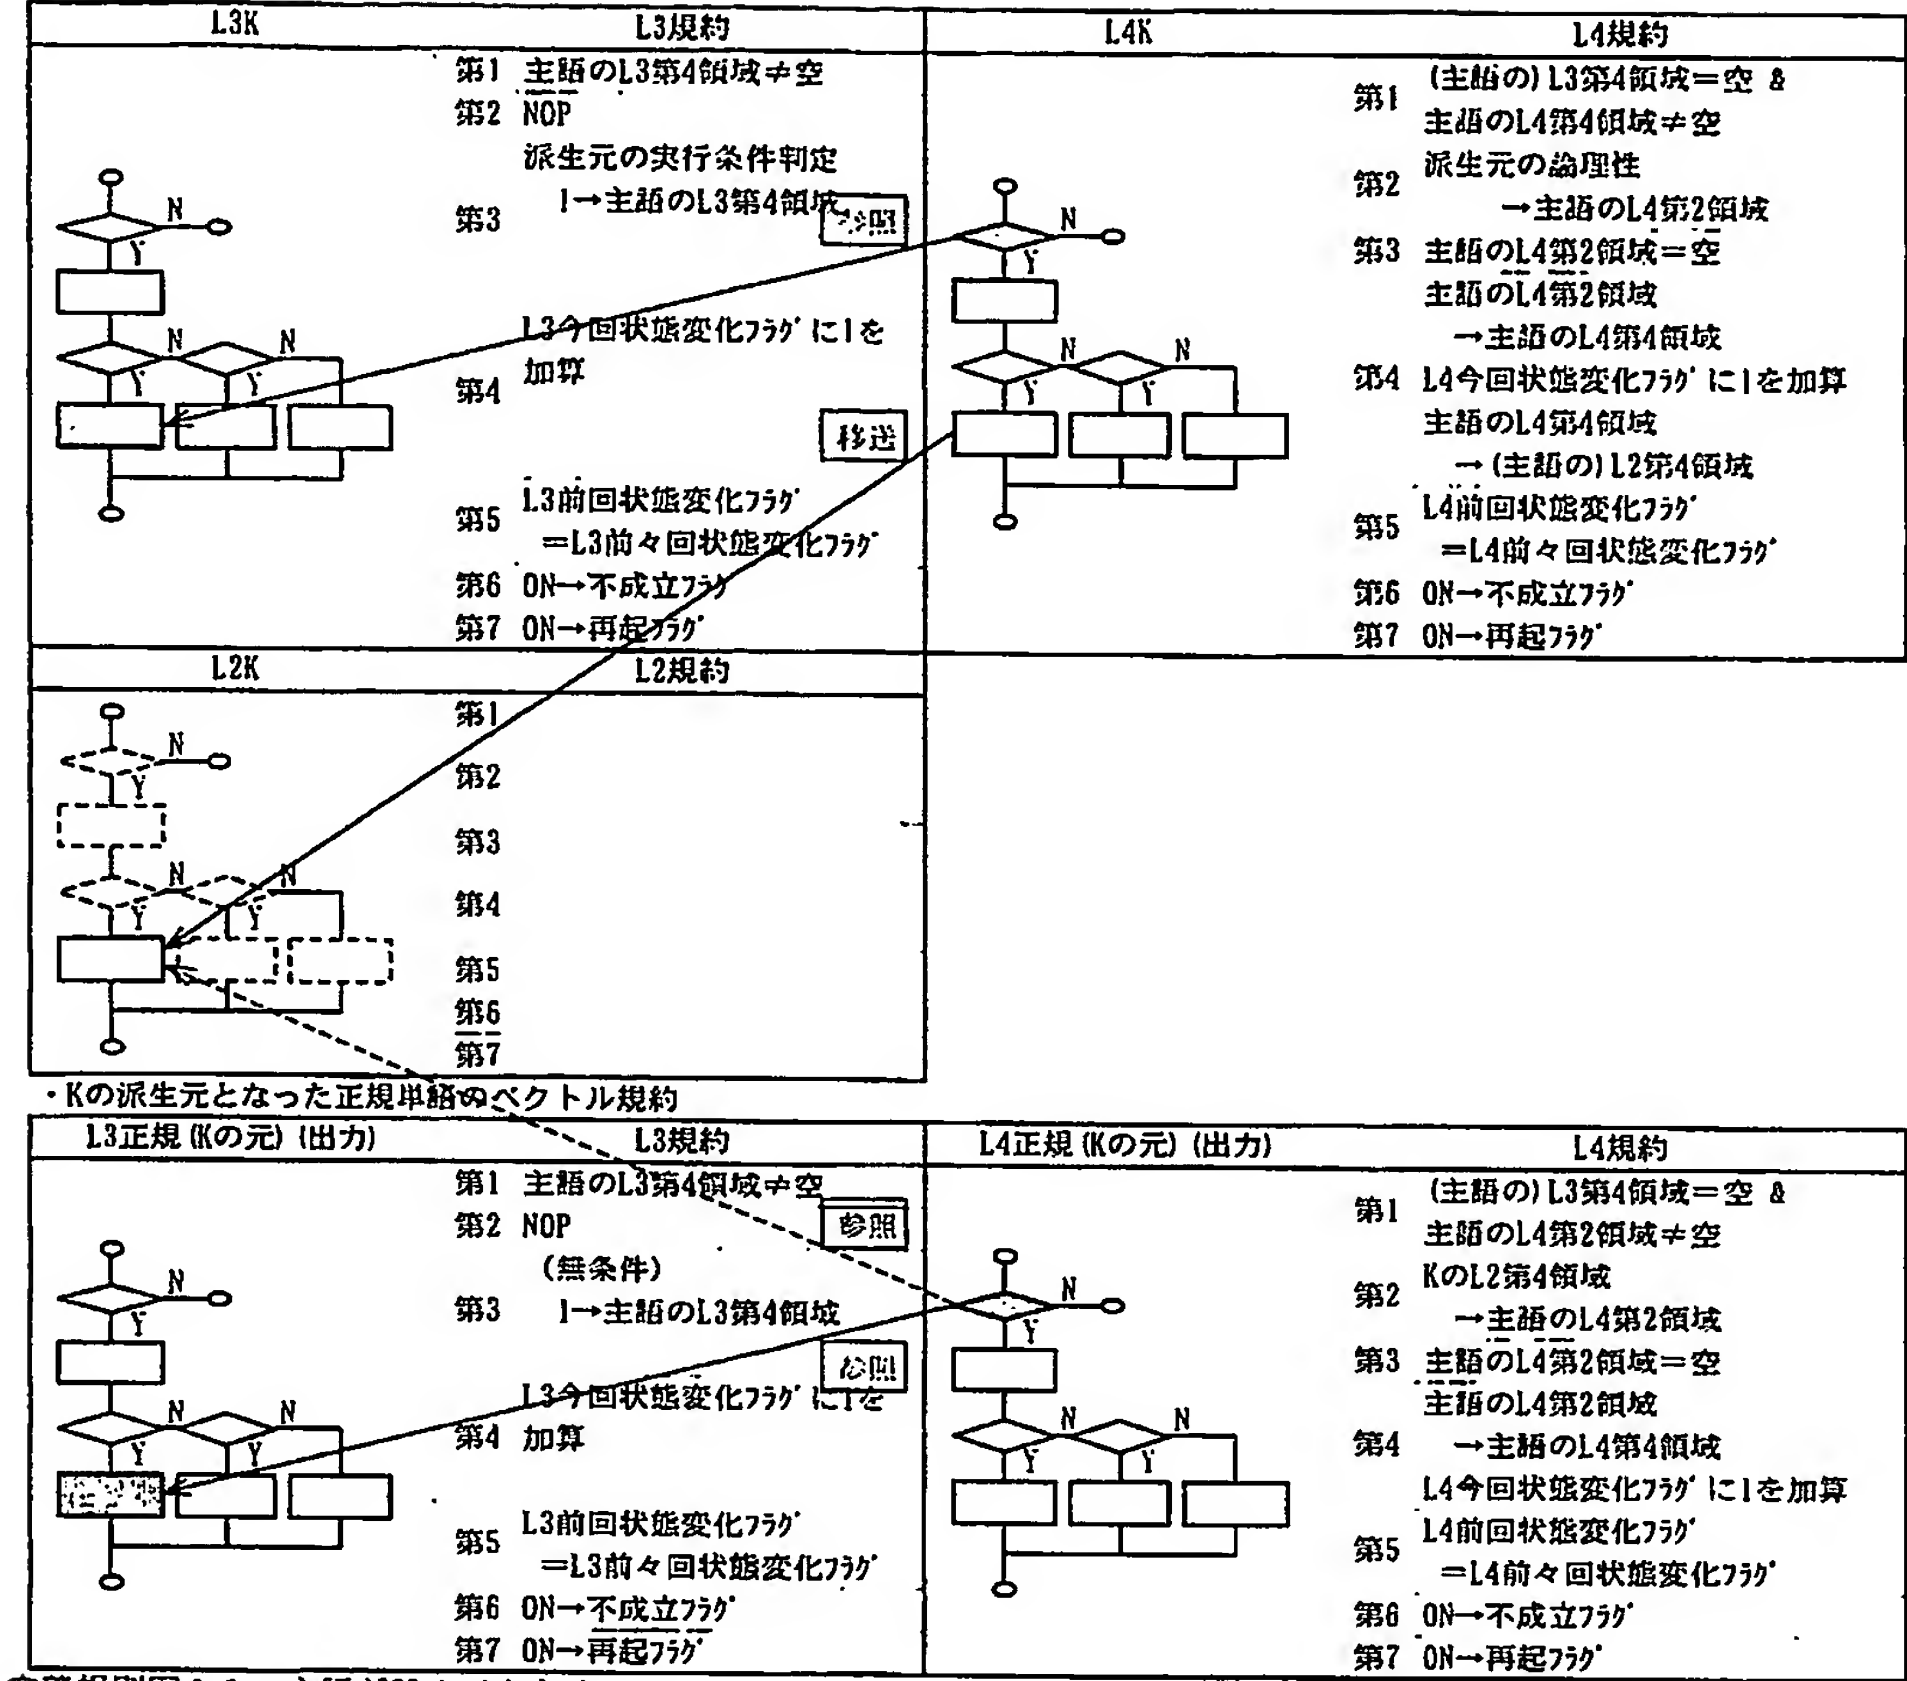 L3K
L3規約
第1 主語のL3第4領域≠空
第2 NOP
第3 派生元の実行条件判定
1→主語のL3第4領域
第4 L3今回状態変化フラグに1を
加算
第5 L3前回状態変化フラグ
=L3前々回状態変化フラグ
第6 ON→不成立フラグ
第7 ON→再起フラグ
N
Y
N
N
Y
Y
参照
移送
L4K
L4規約
第1 (主語の)L3第4領域=空 &
主語のL4第4領域≠空
第2 派生元の論理性
→主語のL4第2領域
第3 主語のL4第2領域=空
主語のL4第2領域
→主語のL4第4領域
第4 L4今回状態変化フラグに1を加算
主語のL4第4領域
→(主語の)L2第4領域
第5 L4前回状態変化フラグ
=L4前々回状態変化フラグ
第6 ON→不成立フラグ
第7 ON→再起フラグ
N
Y
N
N
Y
Y
L2K
L2規約
第1
第2
第3
第4
第5
第6
第7
N
Y
N
N
Y
Y
・Kの派生元となった正規単語のベクトル規約
L3正規(Kの元)(出力)
L3規約
第1 主語のL3第4領域≠空
第2 NOP
第3 (無条件)
1→主語のL3第4領域
第4 L3今回状態変化フラグに1を
加算
第5 L3前回状態変化フラグ
=L3前々回状態変化フラグ
第6 ON→不成立フラグ
第7 ON→再起フラグ
N
Y
N
N
Y
Y
参照
参照
L4正規(Kの元)(出力)
L4規約
第1 (主語の)L3第4領域=空 &
主語のL4第2領域≠空
第2 KのL2第4領域
→主語のL4第2領域
第3 主語のL4第2領域=空
第4 主語のL4第2領域
→主語のL4第4領域
L4今回状態変化フラグに1を加算
第5 L4前回状態変化フラグ
=L4前々回状態変化フラグ
第6 ON→不成立フラグ
第7 ON→再起フラグ
N
Y
N
N
Y
Y